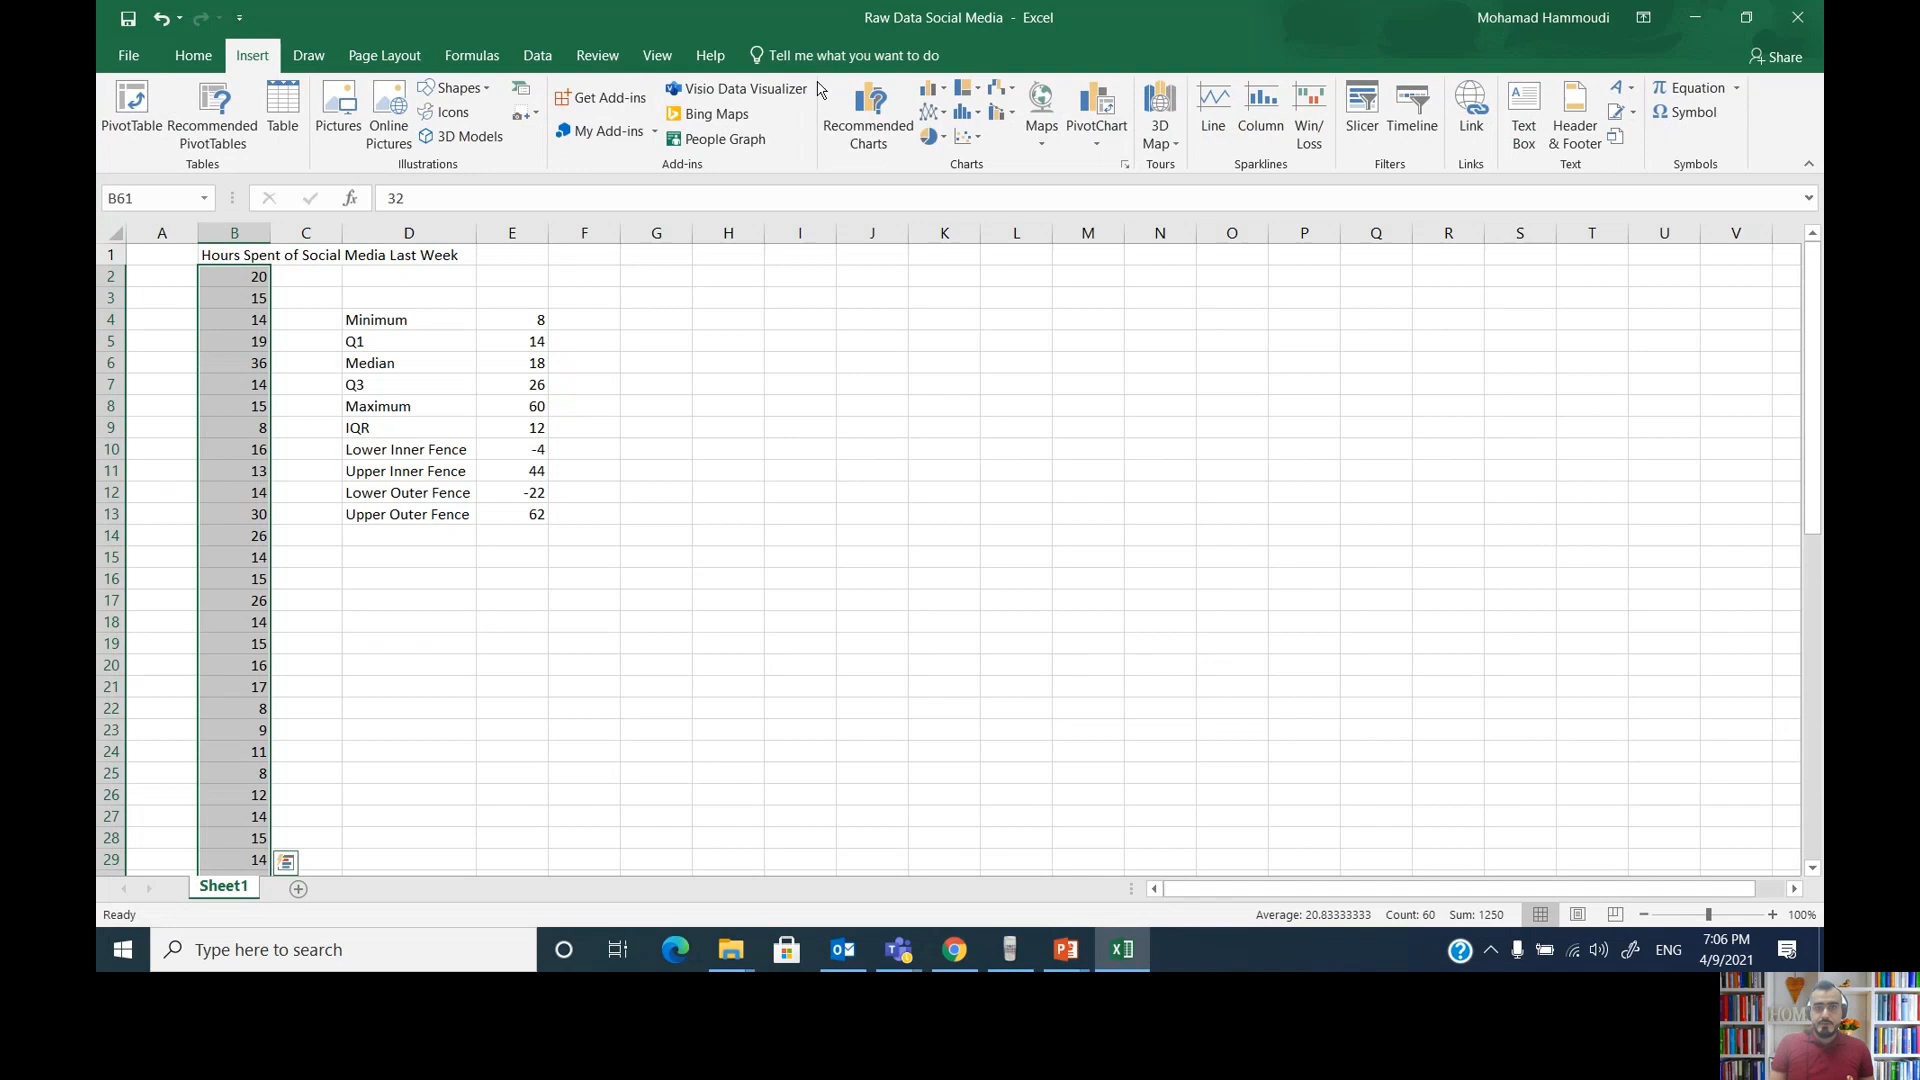 Raw Data Social Media - Excel
Mohamad Hammoudi
File Home Insert Draw Page Layout Formulas Data Review View Help Tell me what you want to do
Share
PivotTable
Recommended PivotTables
Table
Tables
Pictures
Online Pictures
Shapes
Icons
3D Models
Illustrations
Get Add-ins
My Add-ins
Visio Data Visualizer
Bing Maps
People Graph
Add-ins
Recommended Charts
Maps
PivotChart
Charts
3D Map
Tours
Line
Column
Win/ Loss
Sparklines
Slicer
Timeline
Filters
Link
Links
Text Box
Header & Footer
Text
Equation
Symbol
Symbols
B61 fx 32
A B C D E F G H I J K L M N O P Q R S T U V
1 Hours Spent of Social Media Last Week
2 20
3 15
4 14 Minimum 8
5 19 Q1 14
6 36 Median 18
7 14 Q3 26
8 15 Maximum 60
9 8 IQR 12
10 16 Lower Inner Fence -4
11 13 Upper Inner Fence 44
12 14 Lower Outer Fence -22
13 30 Upper Outer Fence 62
14 26
15 14
16 15
17 26
18 14
19 15
20 16
21 17
22 8
23 9
24 11
25 8
26 12
27 14
28 15
29 14
Sheet1
Ready
Average: 20.83333333 Count: 60 Sum: 1250
100%
Type here to search
ENG
7:06 PM
4/9/2021